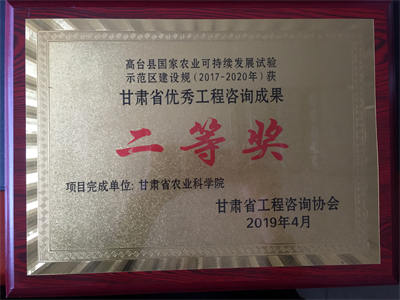 高台县国家农业可持续发展试验
示范区建设规(2017-2020年)获
甘肃省优秀工程咨询成果
二等奖
项目完成单位: 甘肃省农业科学院
甘肃省工程咨询协会
2019年4月